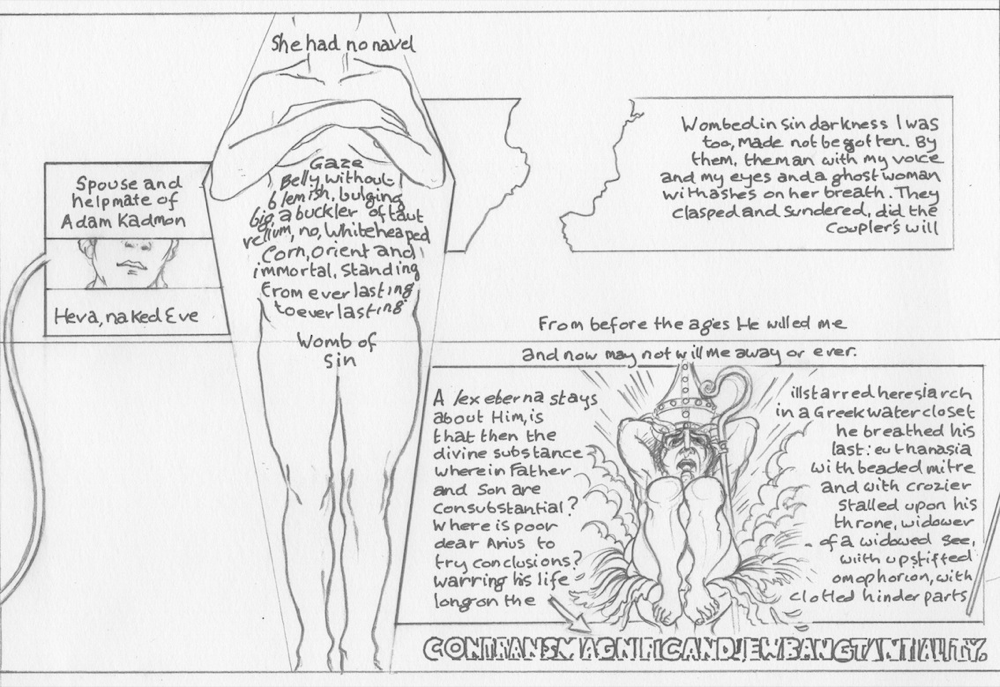 She had no navel
Spouse and
helpmate of
Adam Kadmon
Heva, naked Eve
Gaze
Belly without
blemish, bulging
big, a buckler of taut
vellum, no, whiteheaped
Corn, orient and
immortal, standing
from everlasting
to everlasting
Womb of
Sin
Wombed in sin darkness I was
too, made not begotten. By
them, the man with my voice
and my eyes and a ghost woman
with ashes on her breath. They
clasped and sundered, did the
Coupler's will
From before the ages He willed me
and now may not will me away or ever.
A lex eberna stays
about Him, is
that then the
divine substance
wherein Father
and Son are
Consubstantial?
Where is poor
dear Arius to
try conclusions?
Warring his life
long on the
CONTRANSMAGNIFICANDJEWBANGTANTIALITY.
illstarred heresiarch
in a Greek watercloset
he breathed his
last: euthanasia
with beaded mitre
and with crozier
stalled upon his
throne, widower
of a widowed see,
with upstiffed
omophorion, with
clotted hinder parts